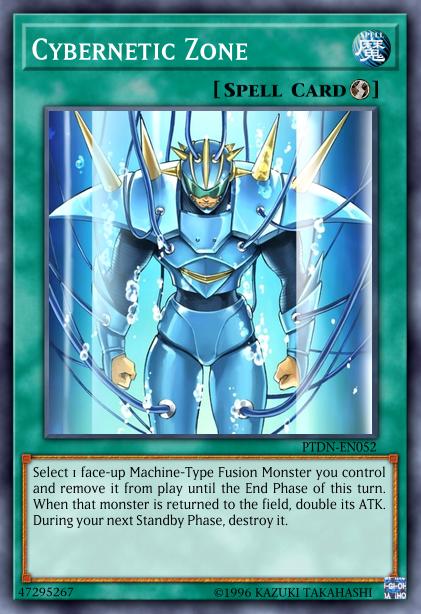 CYBERNETIC ZONE
SPELL
魔
[SPELL CARD]
PTDN-EN052
Select 1 face-up Machine-Type Fusion Monster you control
and remove it from play until the End Phase of this turn.
When that monster is returned to the field, double its ATK.
During your next Standby Phase, destroy it.
47295267
©1996 KAZUKI TAKAHASHI